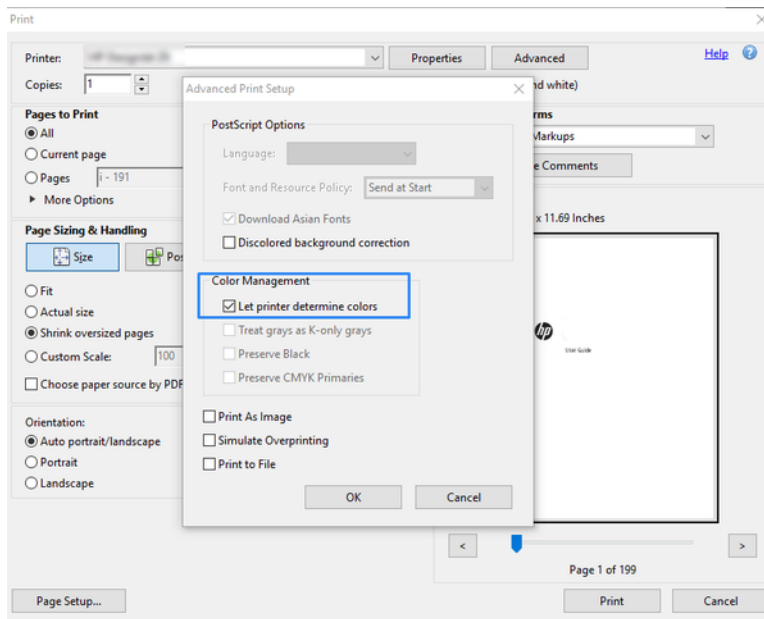 Print
Printer:
Properties
Advanced
Help
Copies:
1
nd white)
Pages to Print
All
Current page
Pages
i - 191
More Options
Page Sizing & Handling
Size
Pos
Fit
Actual size
Shrink oversized pages
Custom Scale:
100
Choose paper source by PDF
Orientation:
Auto portrait/landscape
Portrait
Landscape
Advanced Print Setup
PostScript Options
Language:
Font and Resource Policy:
Send at Start
Download Asian Fonts
Discolored background correction
Color Management
Let printer determine colors
Treat grays as K-only grays
Preserve Black
Preserve CMYK Primaries
Print As Image
Simulate Overprinting
Print to File
OK
Cancel
rms
Markups
e Comments
x 11.69 Inches
hp
User Guide
<
>
Page 1 of 199
Page Setup...
Print
Cancel